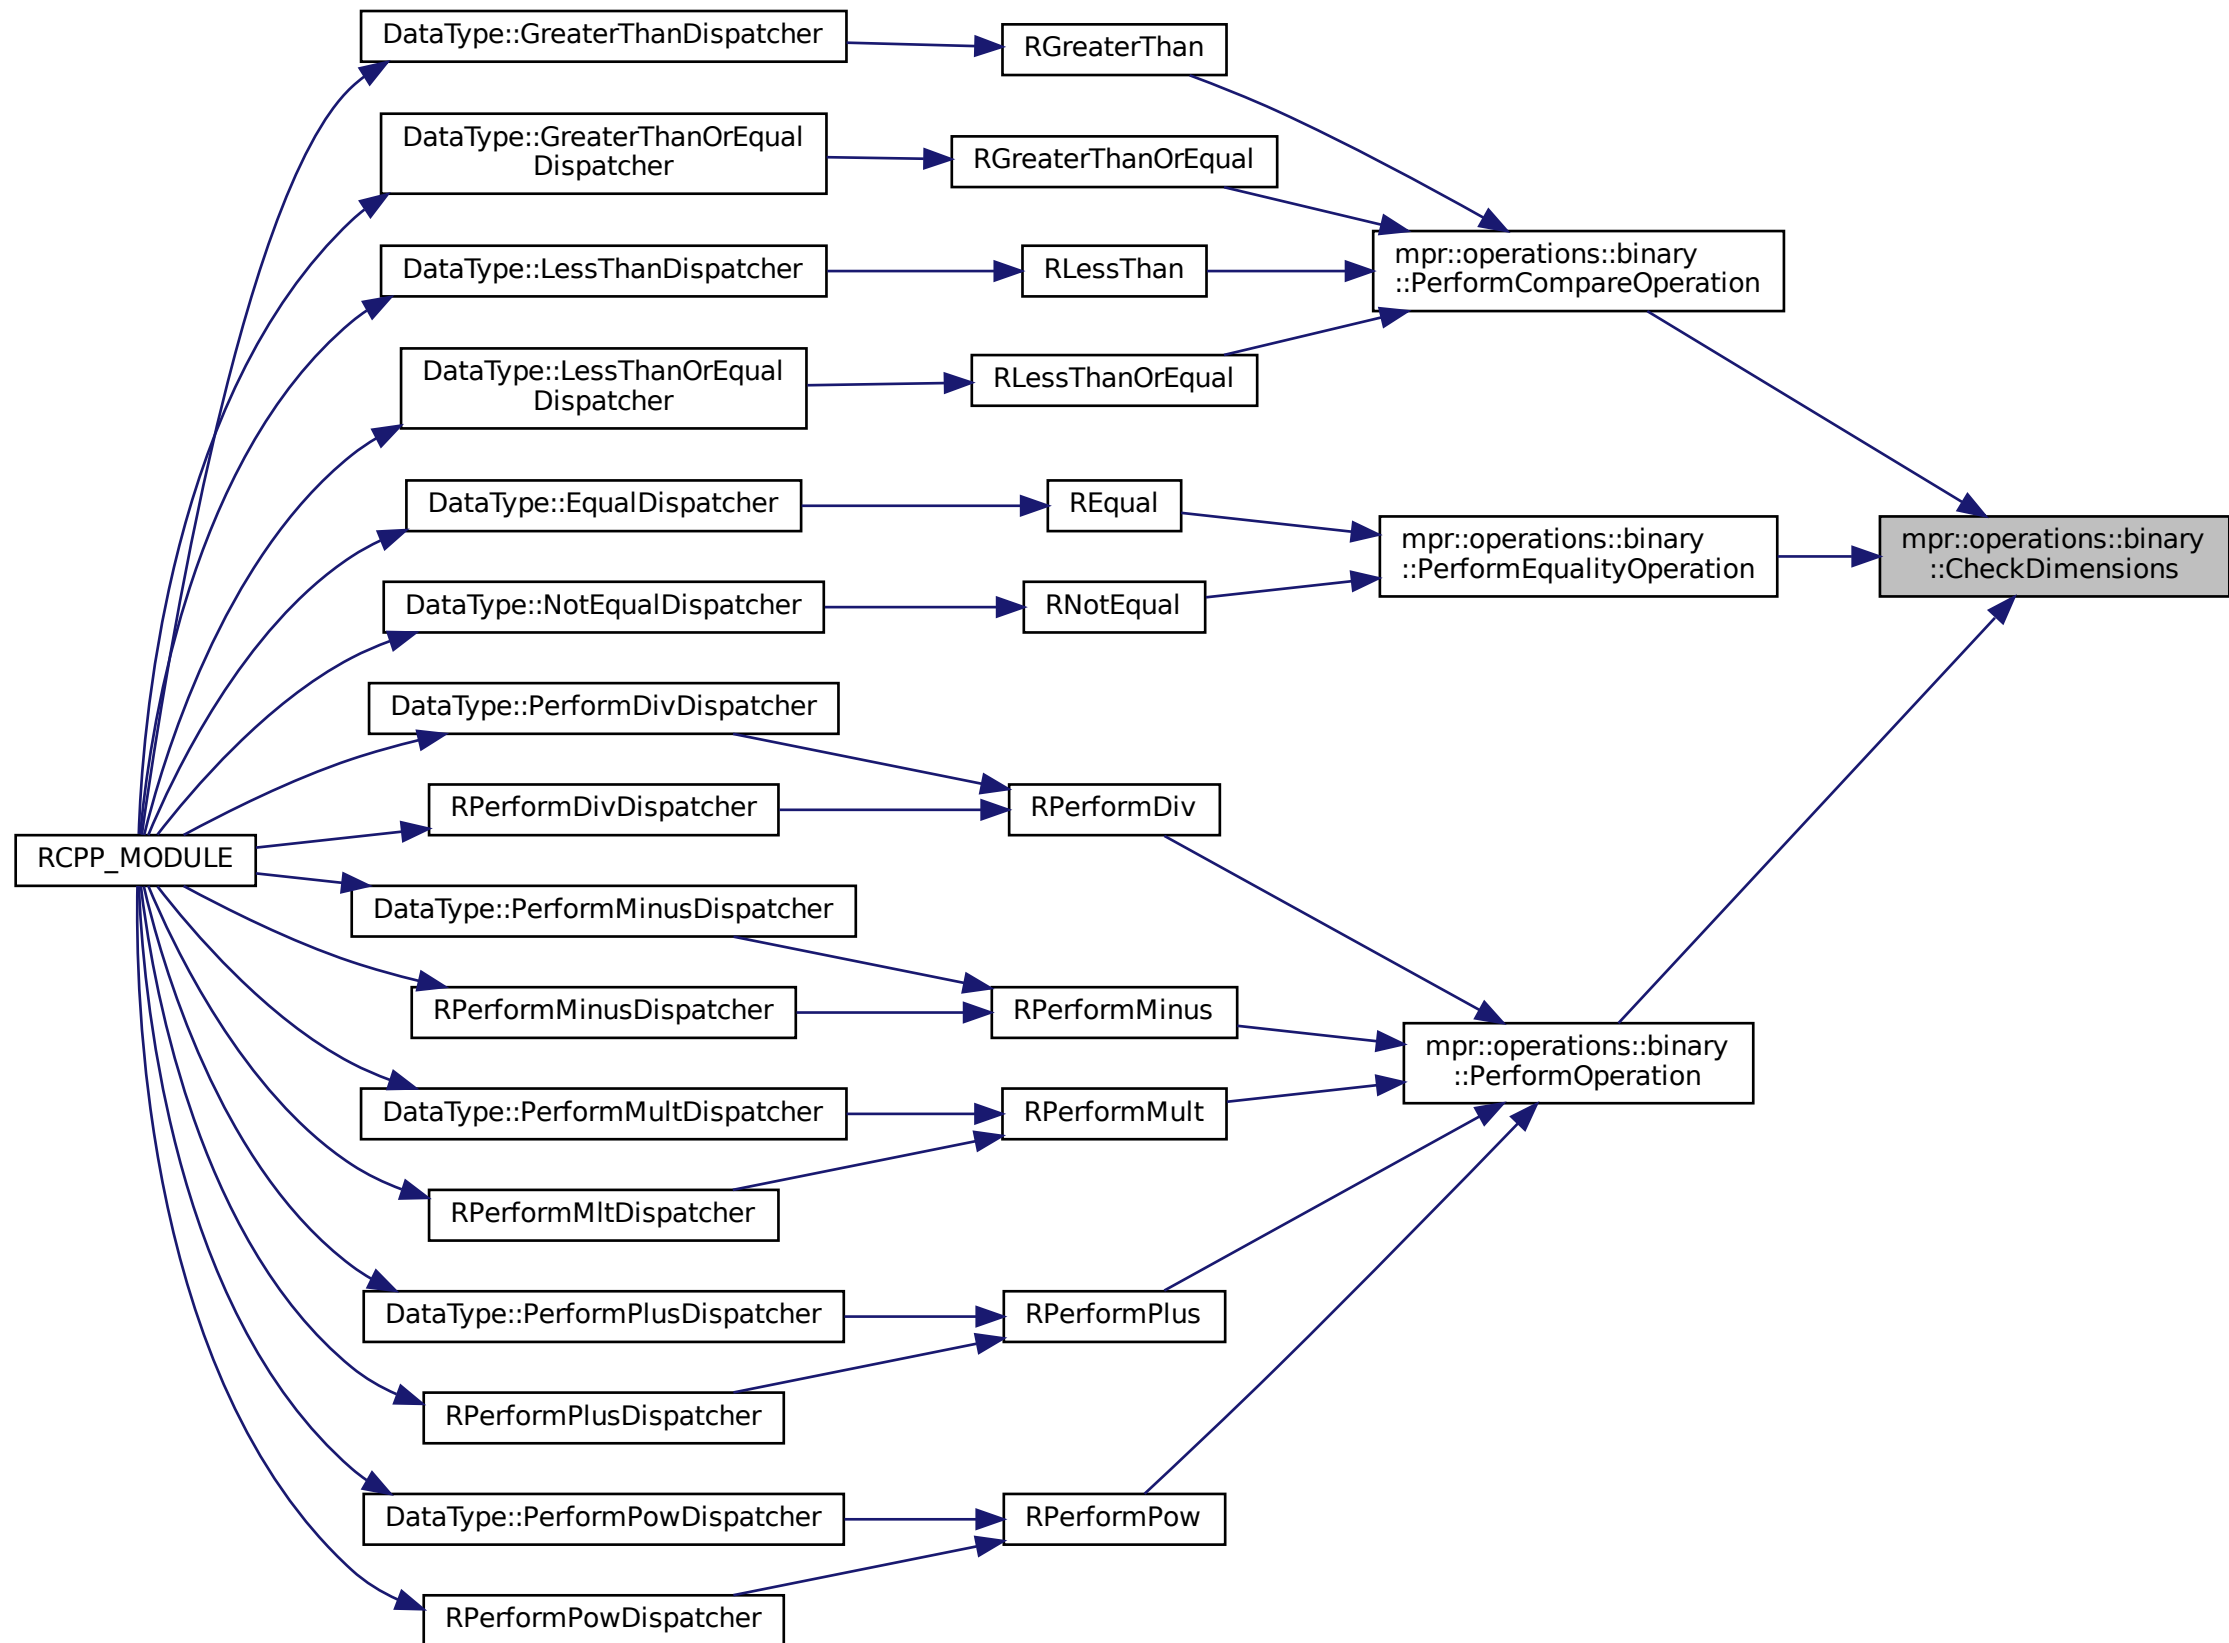 DataType::GreaterThanDispatcher
RGreaterThan
DataType::GreaterThanOrEqual
Dispatcher
RGreaterThanOrEqual
DataType::LessThanDispatcher
RLessThan
mpr::operations::binary
::PerformCompareOperation
DataType::LessThanOrEqual
Dispatcher
RLessThanOrEqual
DataType::EqualDispatcher
REqual
mpr::operations::binary
::PerformEqualityOperation
mpr::operations::binary
::CheckDimensions
DataType::NotEqualDispatcher
RNotEqual
DataType::PerformDivDispatcher
RPerformDivDispatcher
RPerformDiv
RCPP_MODULE
DataType::PerformMinusDispatcher
RPerformMinusDispatcher
RPerformMinus
mpr::operations::binary
::PerformOperation
DataType::PerformMultDispatcher
RPerformMult
RPerformMltDispatcher
DataType::PerformPlusDispatcher
RPerformPlus
RPerformPlusDispatcher
DataType::PerformPowDispatcher
RPerformPow
RPerformPowDispatcher